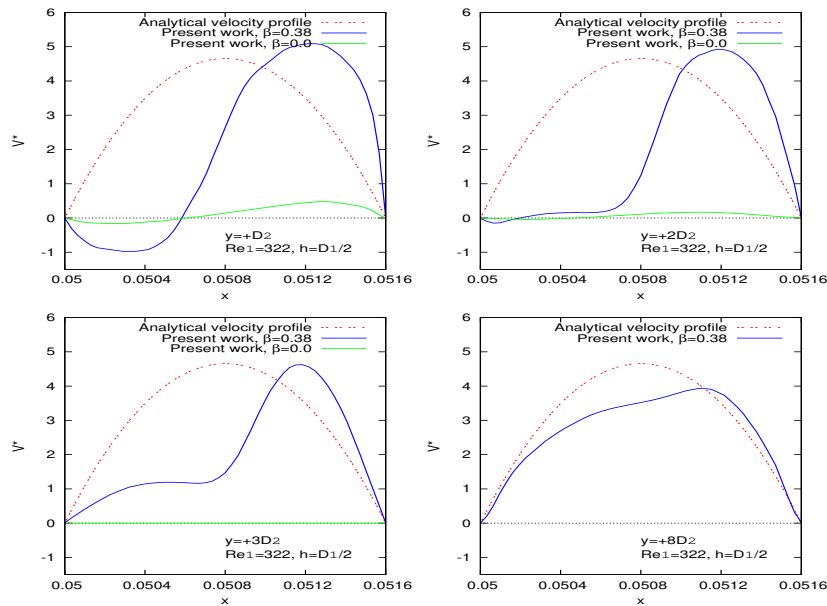 Analytical velocity profile
Present work, β=0.38
Present work, β=0.0
6
5
4
3
2
1
0
-1
V*
y=+D2
Re1=322, h=D1/2
0.05 0.0504 0.0508 0.0512 0.0516
x
Analytical velocity profile
Present work, β=0.38
Present work, β=0.0
6
5
4
3
2
1
0
-1
V*
y=+2D2
Re1=322, h=D1/2
0.05 0.0504 0.0508 0.0512 0.0516
x
Analytical velocity profile
Present work, β=0.38
Present work, β=0.0
6
5
4
3
2
1
0
-1
V*
y=+3D2
Re1=322, h=D1/2
0.05 0.0504 0.0508 0.0512 0.0516
x
Analytical velocity profile
Present work, β=0.38
6
5
4
3
2
1
0
-1
V*
y=+8D2
Re1=322, h=D1/2
0.05 0.0504 0.0508 0.0512 0.0516
x